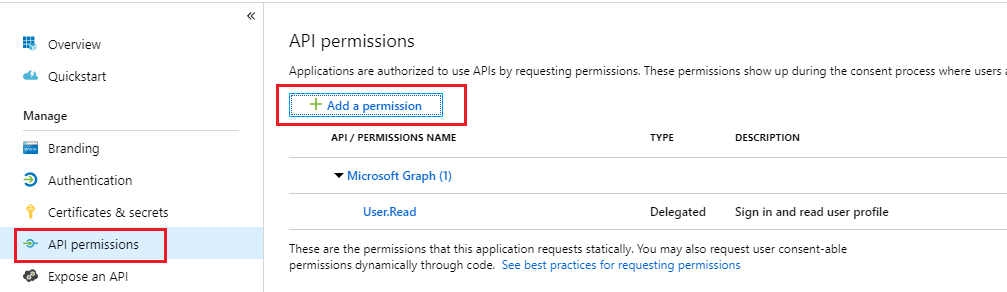 «
Overview
Quickstart
Manage
Branding
Authentication
Certificates & secrets
API permissions
Expose an API
API permissions
Applications are authorized to use APIs by requesting permissions. These permissions show up during the consent process where users a
+ Add a permission
API / PERMISSIONS NAME TYPE DESCRIPTION
Microsoft Graph (1)
User.Read Delegated Sign in and read user profile
These are the permissions that this application requests statically. You may also request user consent-able
permissions dynamically through code. See best practices for requesting permissions